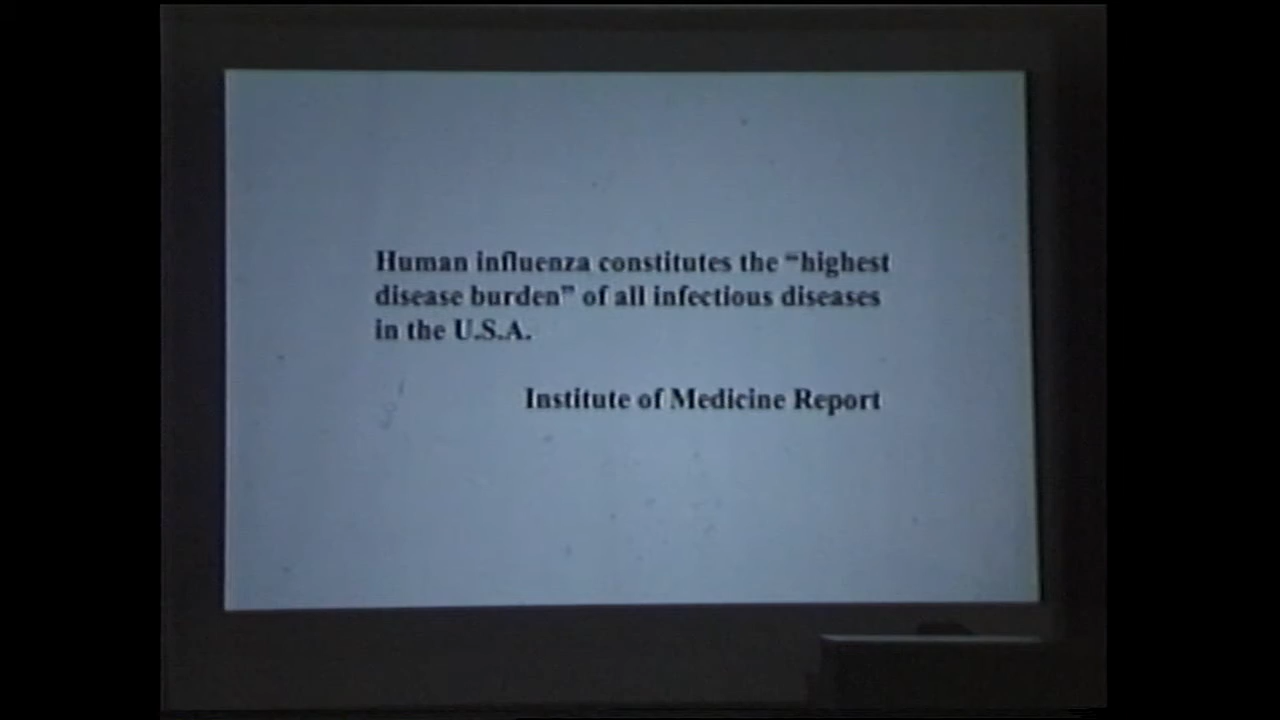 Human influenza constitutes the “highest
disease burden” of all infectious diseases
in the U.S.A.
Institute of Medicine Report